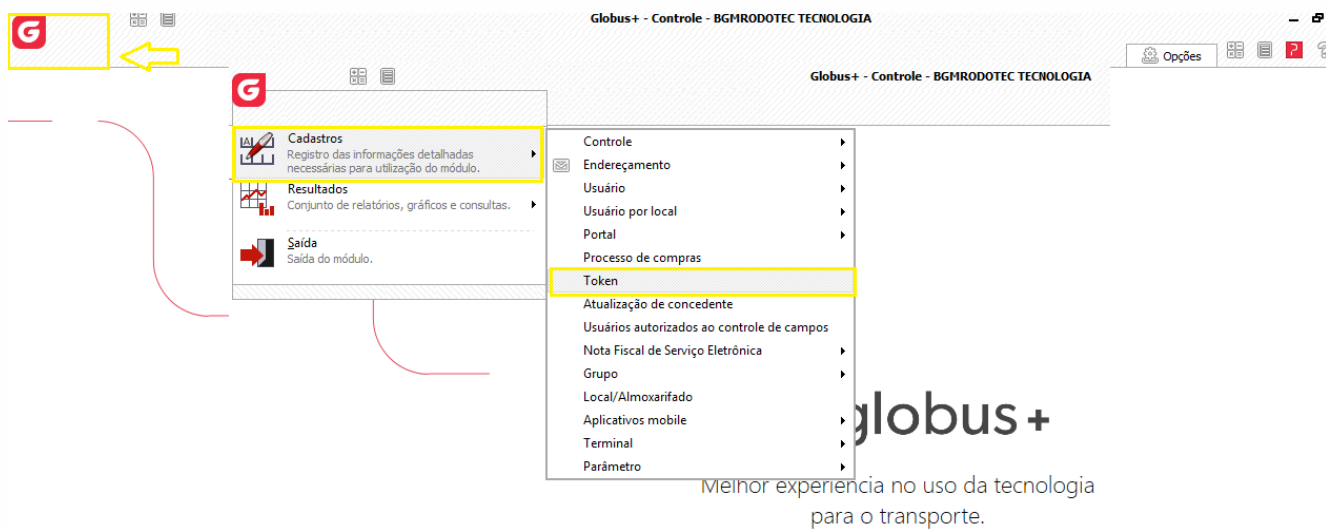 Globus+ - Controle - BGMRODOTEC TECNOLOGIA
G
Opções
?
Globus+ - Controle - BGMRODOTEC TECNOLOGIA
G
Cadastros
Registro das informações detalhadas
necessárias para utilização do módulo.
Resultados
Conjunto de relatórios, gráficos e consultas.
Saída
Saída do módulo.
Controle
Endereçamento
Usuário
Usuário por local
Portal
Processo de compras
Token
Atualização de concedente
Usuários autorizados ao controle de campos
Nota Fiscal de Serviço Eletrônica
Grupo
Local/Almoxarifado
Aplicativos mobile
Terminal
Parâmetro
globus+
Melhor experiência no uso da tecnologia
para o transporte.